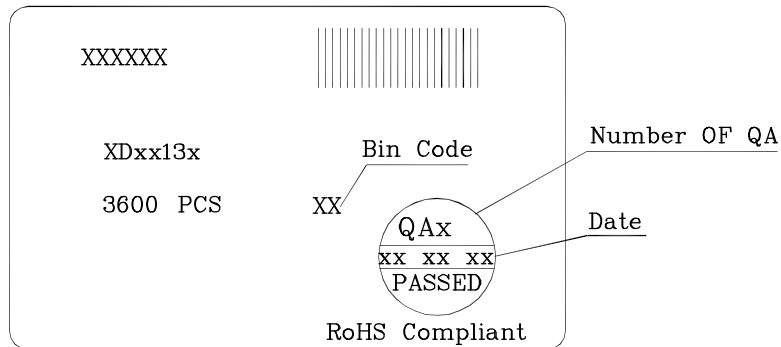 XXXXXX
XDxx13x
Bin Code
Number OF QA
3600 PCS
XX
QAx
Date
xx xx xx
PASSED
RoHS Compliant